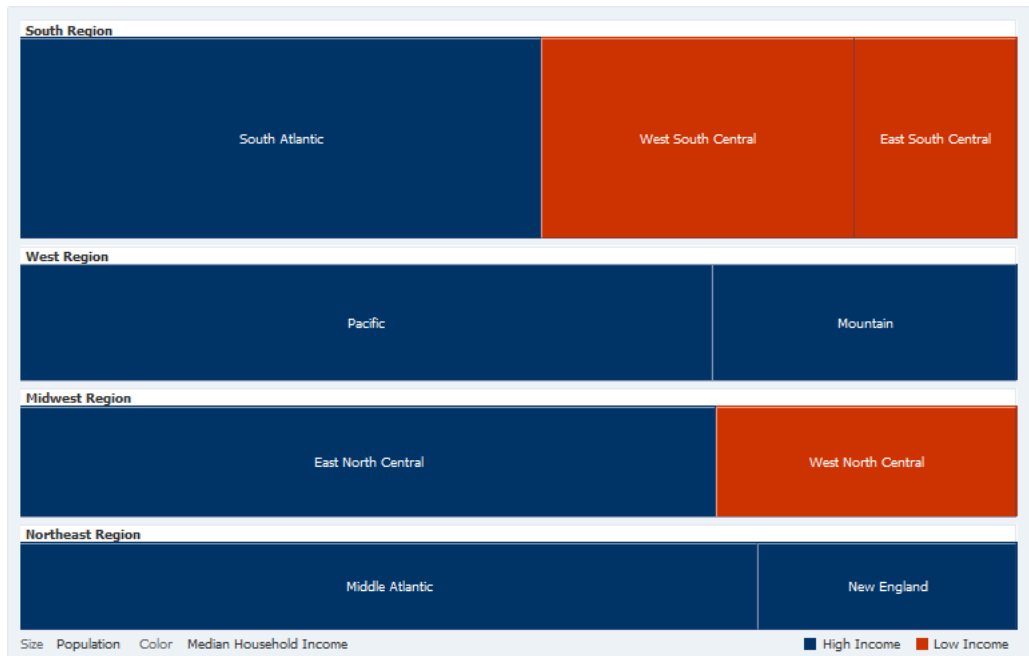 South Region
South Atlantic
West South Central
East South Central
West Region
Pacific
Mountain
Midwest Region
East North Central
West North Central
Northeast Region
Middle Atlantic
New England
Size Population Color Median Household Income High Income Low Income